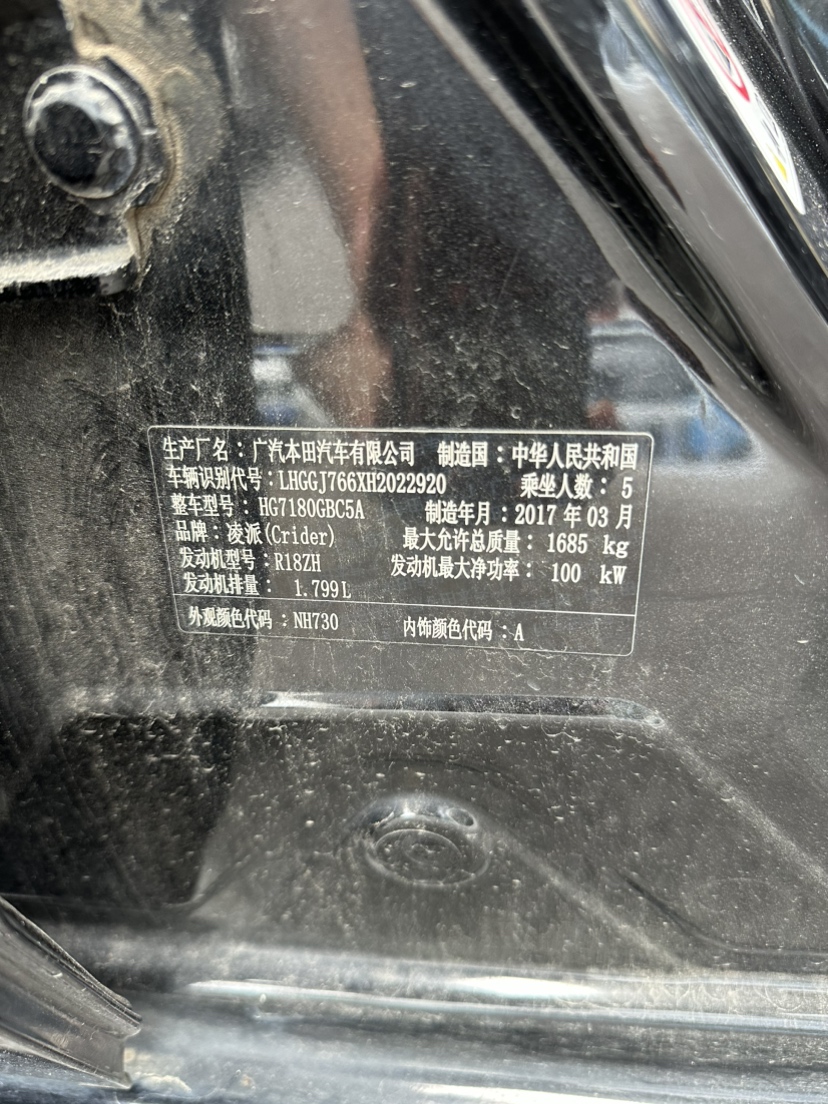 生产厂名：广汽本田汽车有限公司 制造国：中华人民共和国
车辆识别代号：LHGGJ766XH2022920 乘坐人数：5
整车型号：HG7180GBC5A 制造年月：2017 年 03 月
品牌：凌派(Crider) 最大允许总质量：1685 kg
发动机型号：R18ZH 发动机最大净功率：100 kW
发动机排量：1.799L
外观颜色代码：NH730 内饰颜色代码：A